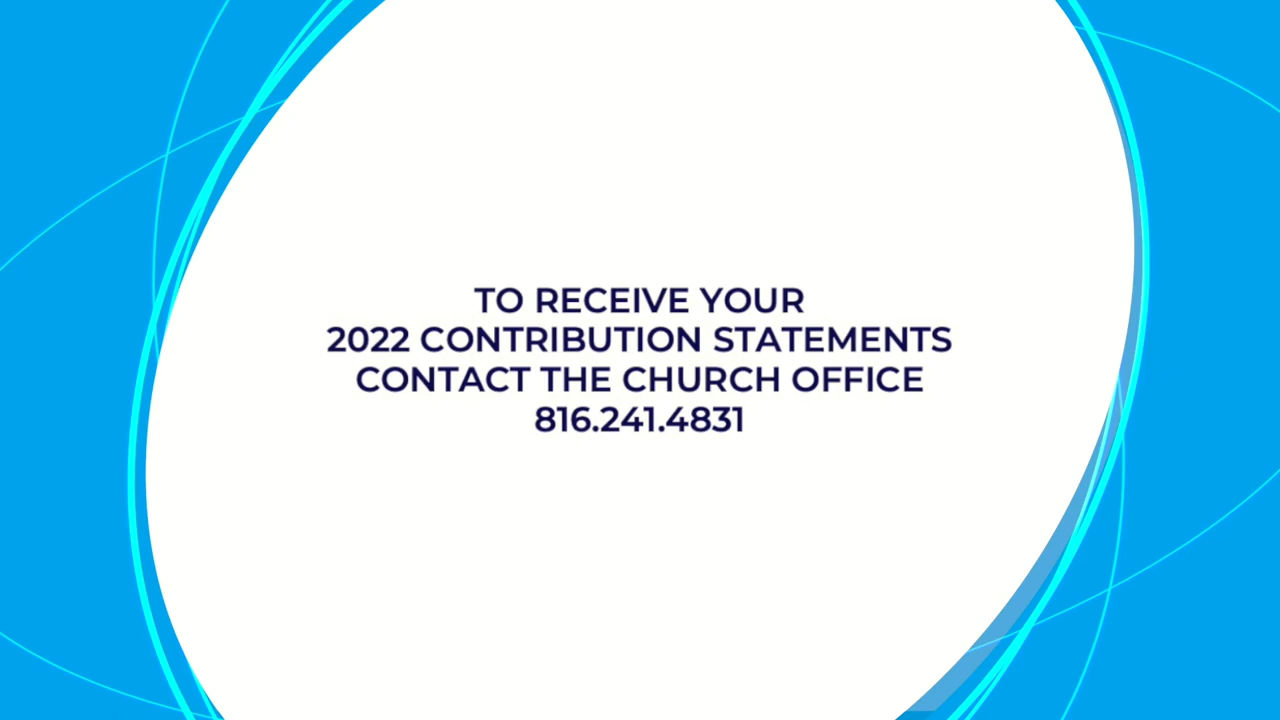 TO RECEIVE YOUR
2022 CONTRIBUTION STATEMENTS
CONTACT THE CHURCH OFFICE
816.241.4831